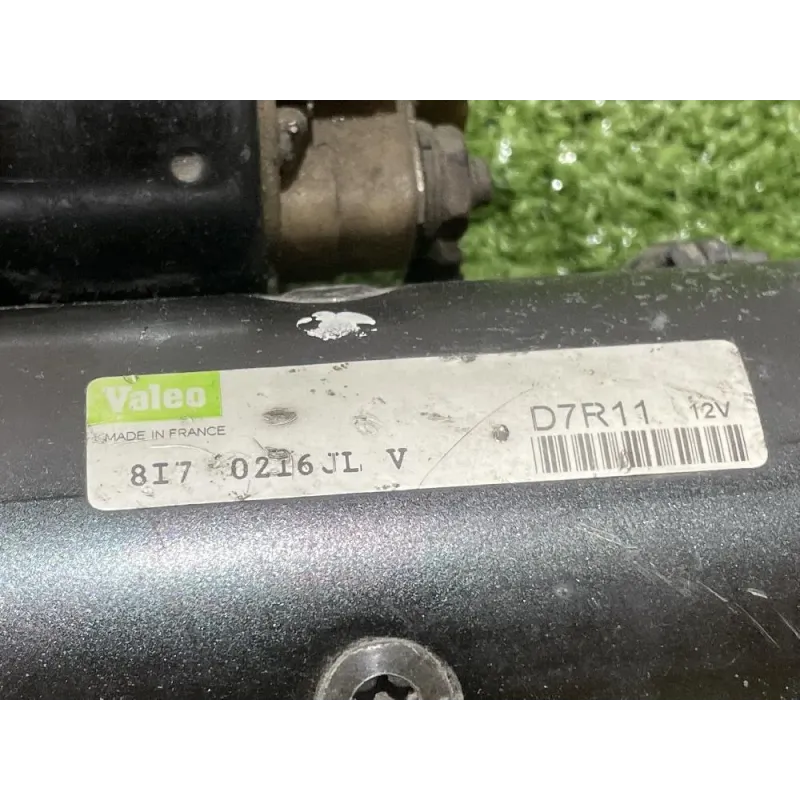 Valeo
MADE IN FRANCE
8I7 0216JL V
D7R11 12V